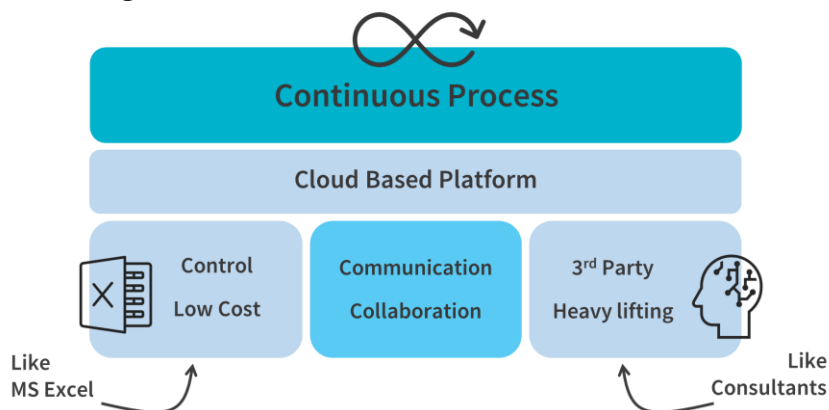 Continuous Process
Cloud Based Platform
Control
Low Cost
Communication
Collaboration
3rd Party
Heavy lifting
X
Like
MS Excel
Like
Consultants